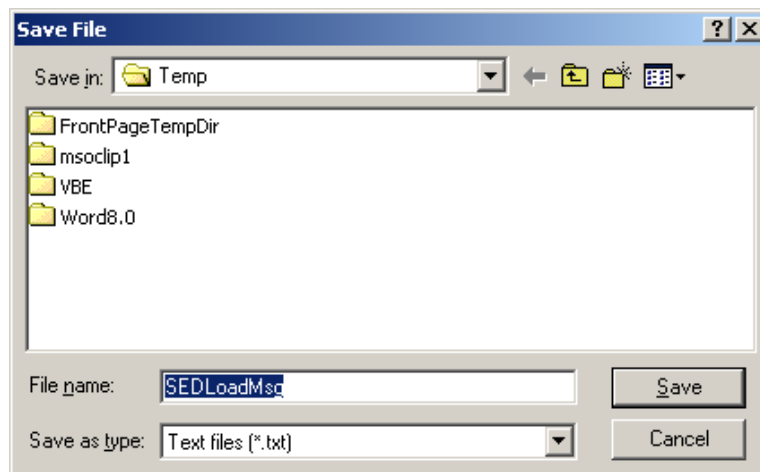 Save File
Save in: Temp
FrontPageTempDir
msoclip1
VBE
Word8.0
File name: SEDLoadMsg Save
Save as type: Text files (*.txt) Cancel